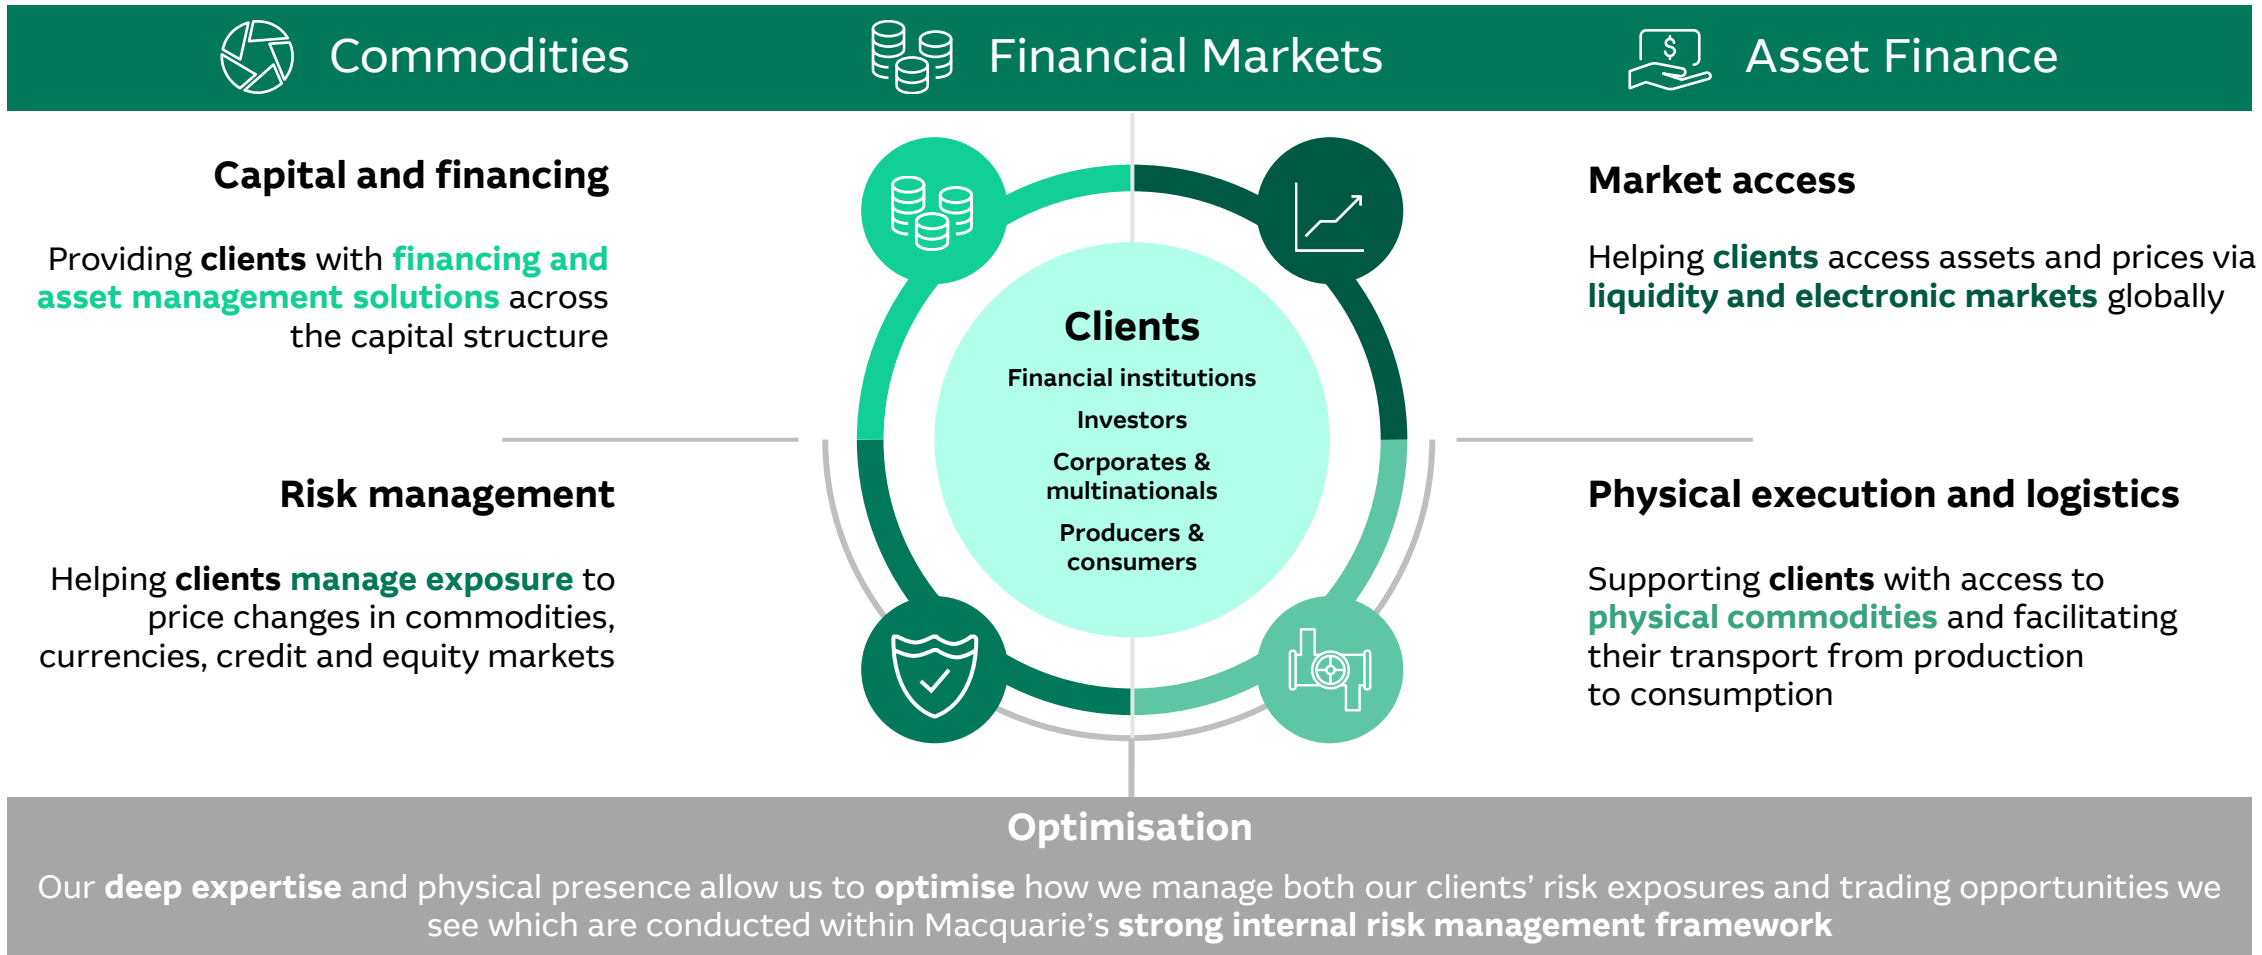 Commodities
Financial Markets
Asset Finance
Capital and financing
Providing clients with financing and
asset management solutions across
the capital structure
Market access
Helping clients access assets and prices via
liquidity and electronic markets globally
Clients
Financial institutions
Investors
Corporates &
multinationals
Producers &
consumers
Risk management
Helping clients manage exposure to
price changes in commodities,
currencies, credit and equity markets
Physical execution and logistics
Supporting clients with access to
physical commodities and facilitating
their transport from production
to consumption
Optimisation
Our deep expertise and physical presence allow us to optimise how we manage both our clients’ risk exposures and trading opportunities we
see which are conducted within Macquarie’s strong internal risk management framework